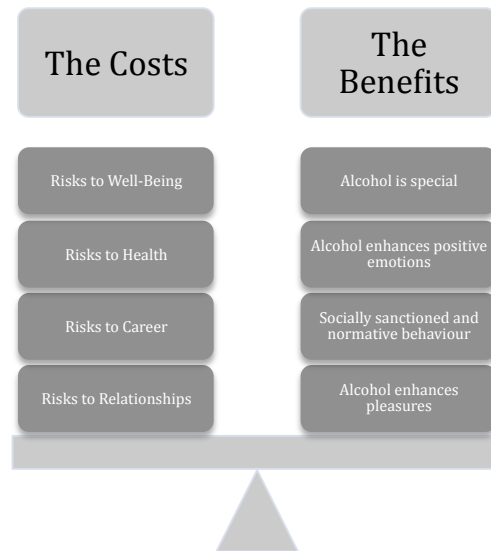 The Costs
The
Benefits
Risks to Well-Being
Alcohol is special
Risks to Health
Alcohol enhances positive
emotions
Risks to Career
Socially sanctioned and
normative behaviour
Risks to Relationships
Alcohol enhances
pleasures